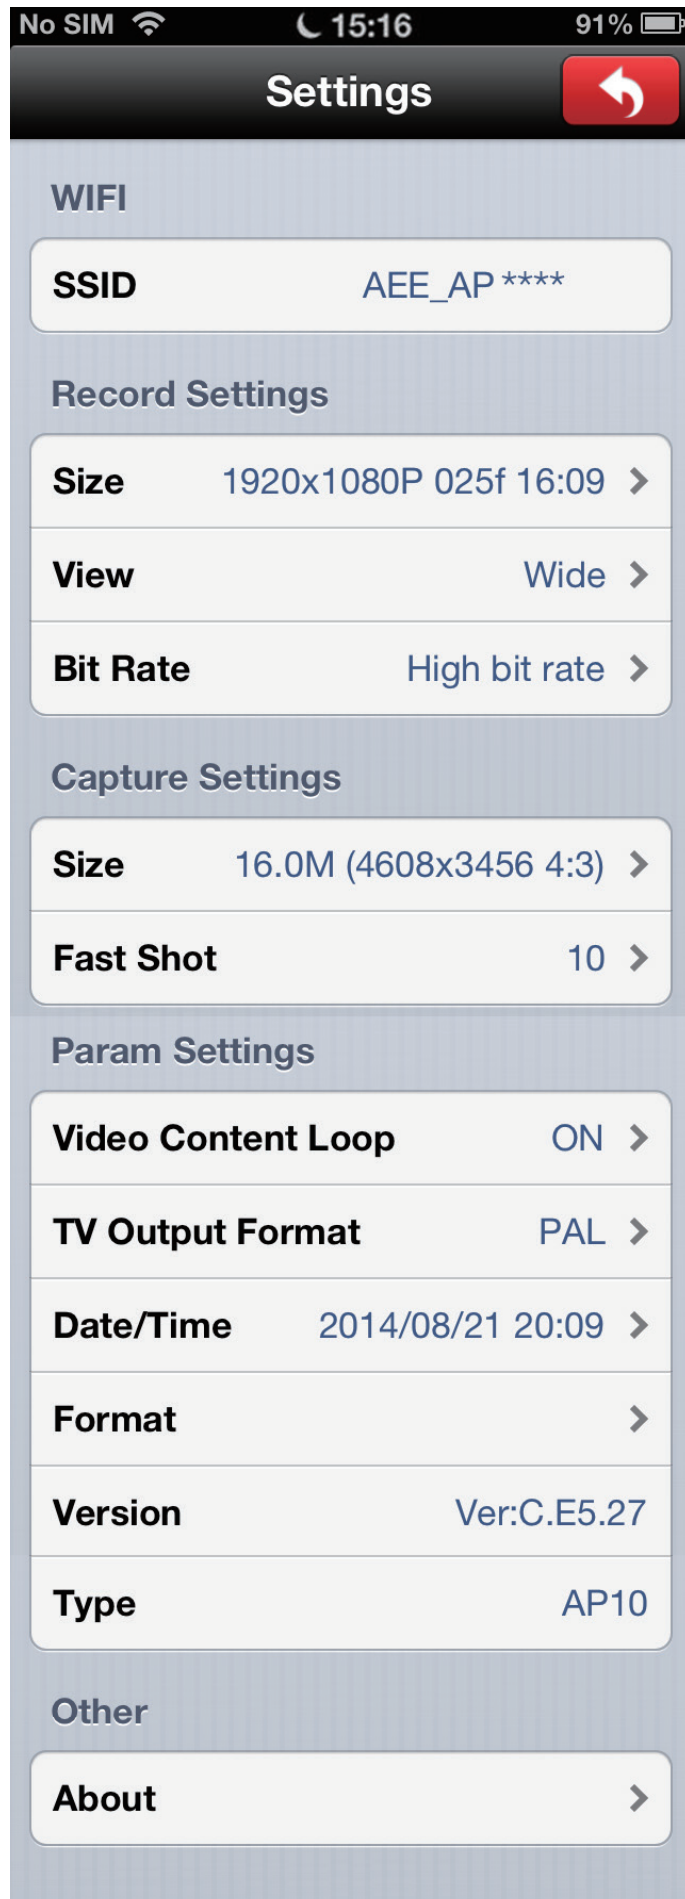 No SIM 15:16 91%
Settings
WIFI
SSID AEE_AP ****
Record Settings
Size 1920x1080P 025f 16:09
View Wide
Bit Rate High bit rate
Capture Settings
Size 16.0M (4608x3456 4:3)
Fast Shot 10
Param Settings
Video Content Loop ON
TV Output Format PAL
Date/Time 2014/08/21 20:09
Format
Version Ver:C.E5.27
Type AP10
Other
About